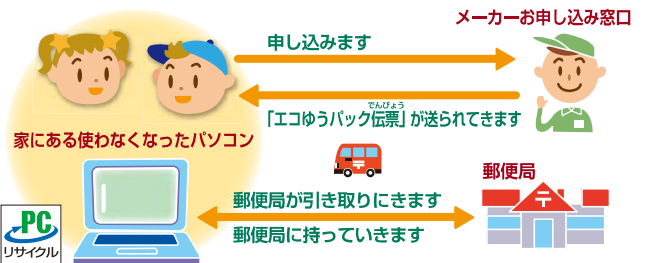 メーカーお申し込み窓口
申し込みます
でんぴょう
「エコゆうパック伝票」が送られてきます
家にある使わなくなったパソコン
郵便局
郵便局が引き取りにきます
郵便局に持っていきます
PC
リサイクル